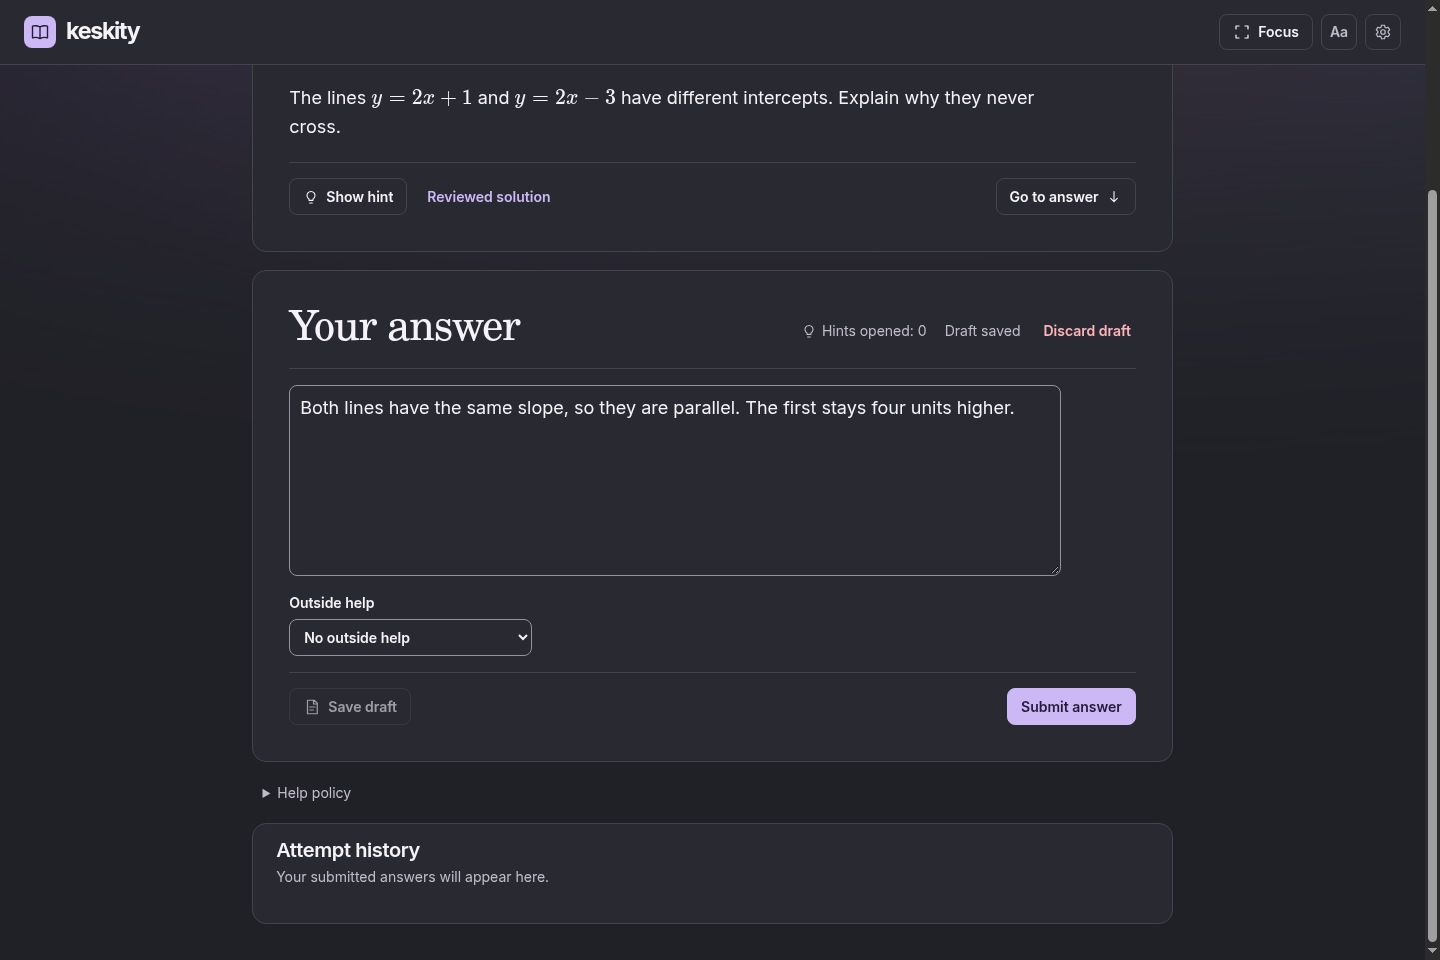 keskity
Focus
Aa
The lines y = 2x + 1 and y = 2x − 3 have different intercepts. Explain why they never
cross.
Show hint
Reviewed solution
Go to answer ↓
Your answer
Hints opened: 0
Draft saved
Discard draft
Both lines have the same slope, so they are parallel. The first stays four units higher.
Outside help
No outside help
Save draft
Submit answer
Help policy
Attempt history
Your submitted answers will appear here.